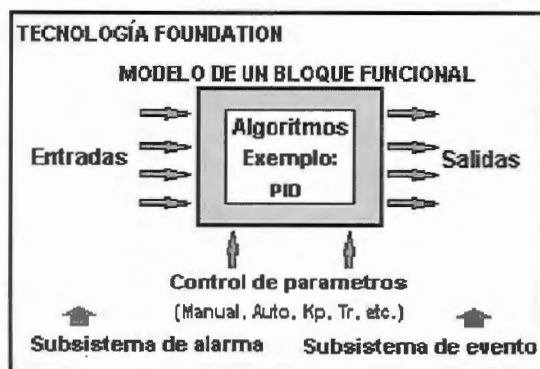 TECNOLOGÍA FOUNDATION
MODELO DE UN BLOQUE FUNCIONAL
Entradas
Algoritmos
Exemplo:
PID
Salidas
Control de parametros
(Manual, Auto, Kp, Tr, etc.)
Subsistema de alarma
Subsistema de evento